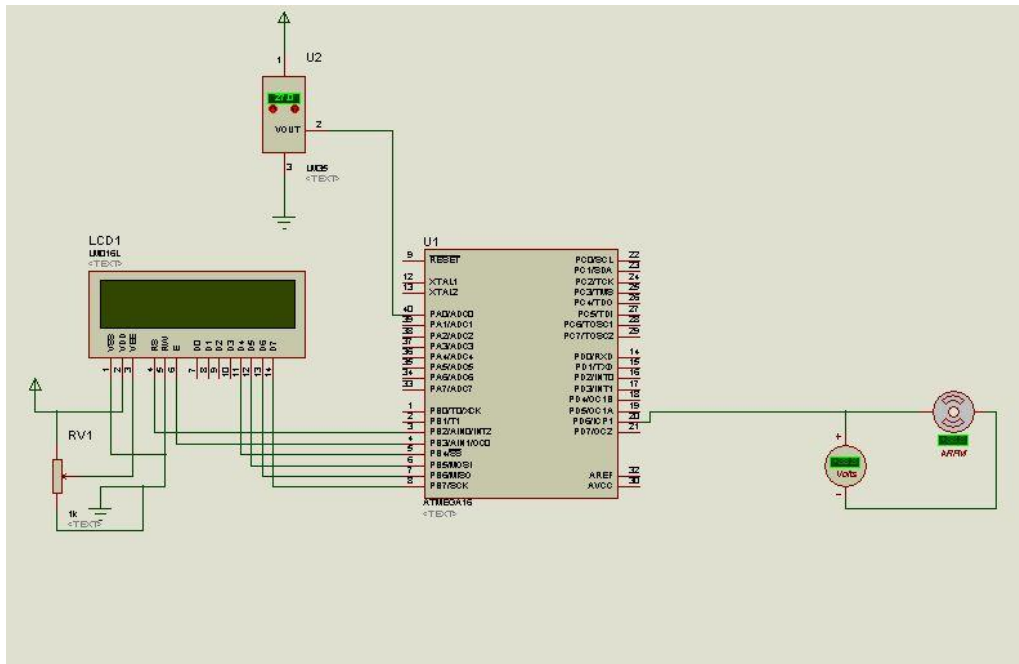 U2
1
27.0
VOUT
2
3
LM35
<TEXT>
LCD1
LM016L
<TEXT>
VSS
VDD
VEE
RS
RW
E
D0
D1
D2
D3
D4
D5
D6
D7
1
2
3
4
5
6
7
8
9
10
11
12
13
14
RV1
1k
<TEXT>
U1
9 RESET
12 XTAL1
13 XTAL2
40 PA0/ADC0
39 PA1/ADC1
38 PA2/ADC2
37 PA3/ADC3
36 PA4/ADC4
35 PA5/ADC5
34 PA6/ADC6
33 PA7/ADC7
1 PB0/T0/XCK
2 PB1/T1
3 PB2/AIN0/INT2
4 PB3/AIN1/OC0
5 PB4/SS
6 PB5/MOSI
7 PB6/MISO
8 PB7/SCK
PC0/SCL 22
PC1/SDA 23
PC2/TCK 24
PC3/TMS 25
PC4/TDO 26
PC5/TDI 27
PC6/TOSC1 28
PC7/TOSC2 29
PD0/RXD 14
PD1/TXD 15
PD2/INT0 16
PD3/INT1 17
PD4/OC1B 18
PD5/OC1A 19
PD6/ICP1 20
PD7/OC2 21
AREF 32
AVCC 30
ATMEGA16
<TEXT>
+
Volts
-